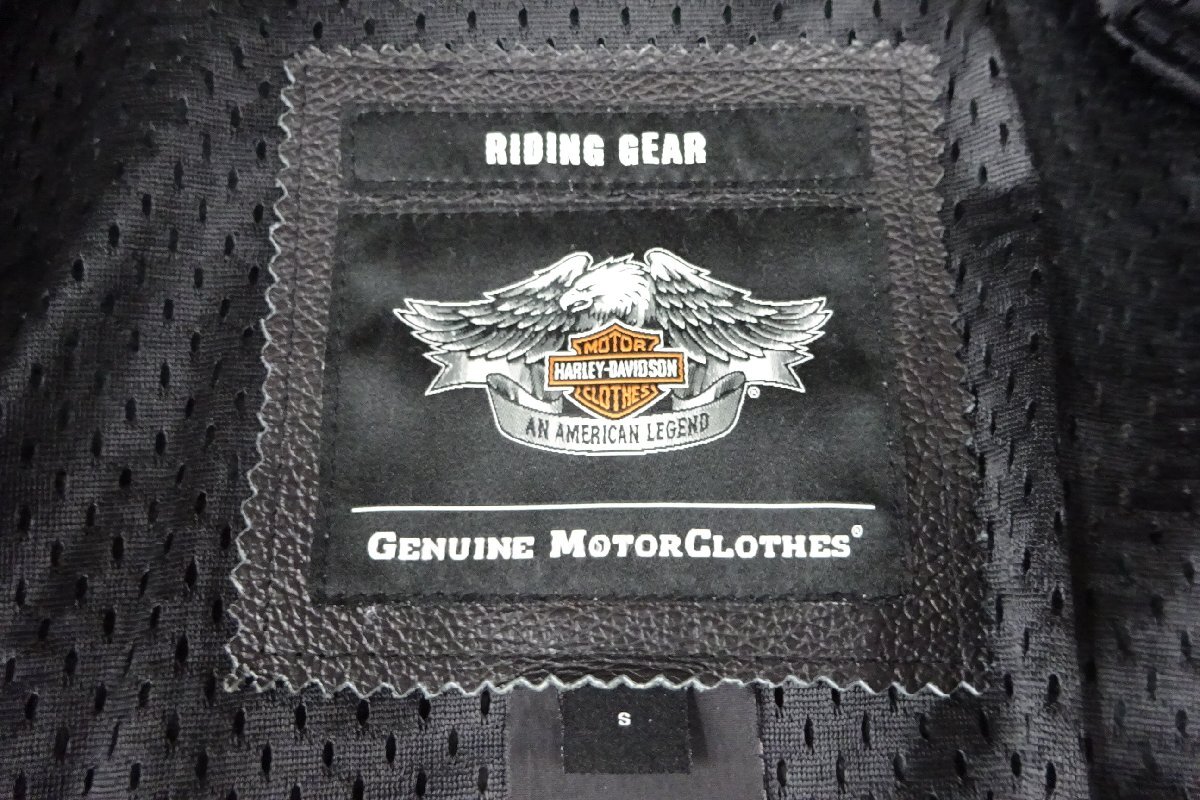 RIDING GEAR
MOTOR
HARLEY-DAVIDSON
CLOTHES
®
AN AMERICAN LEGEND
GENUINE MOTORCLOTHES®
S